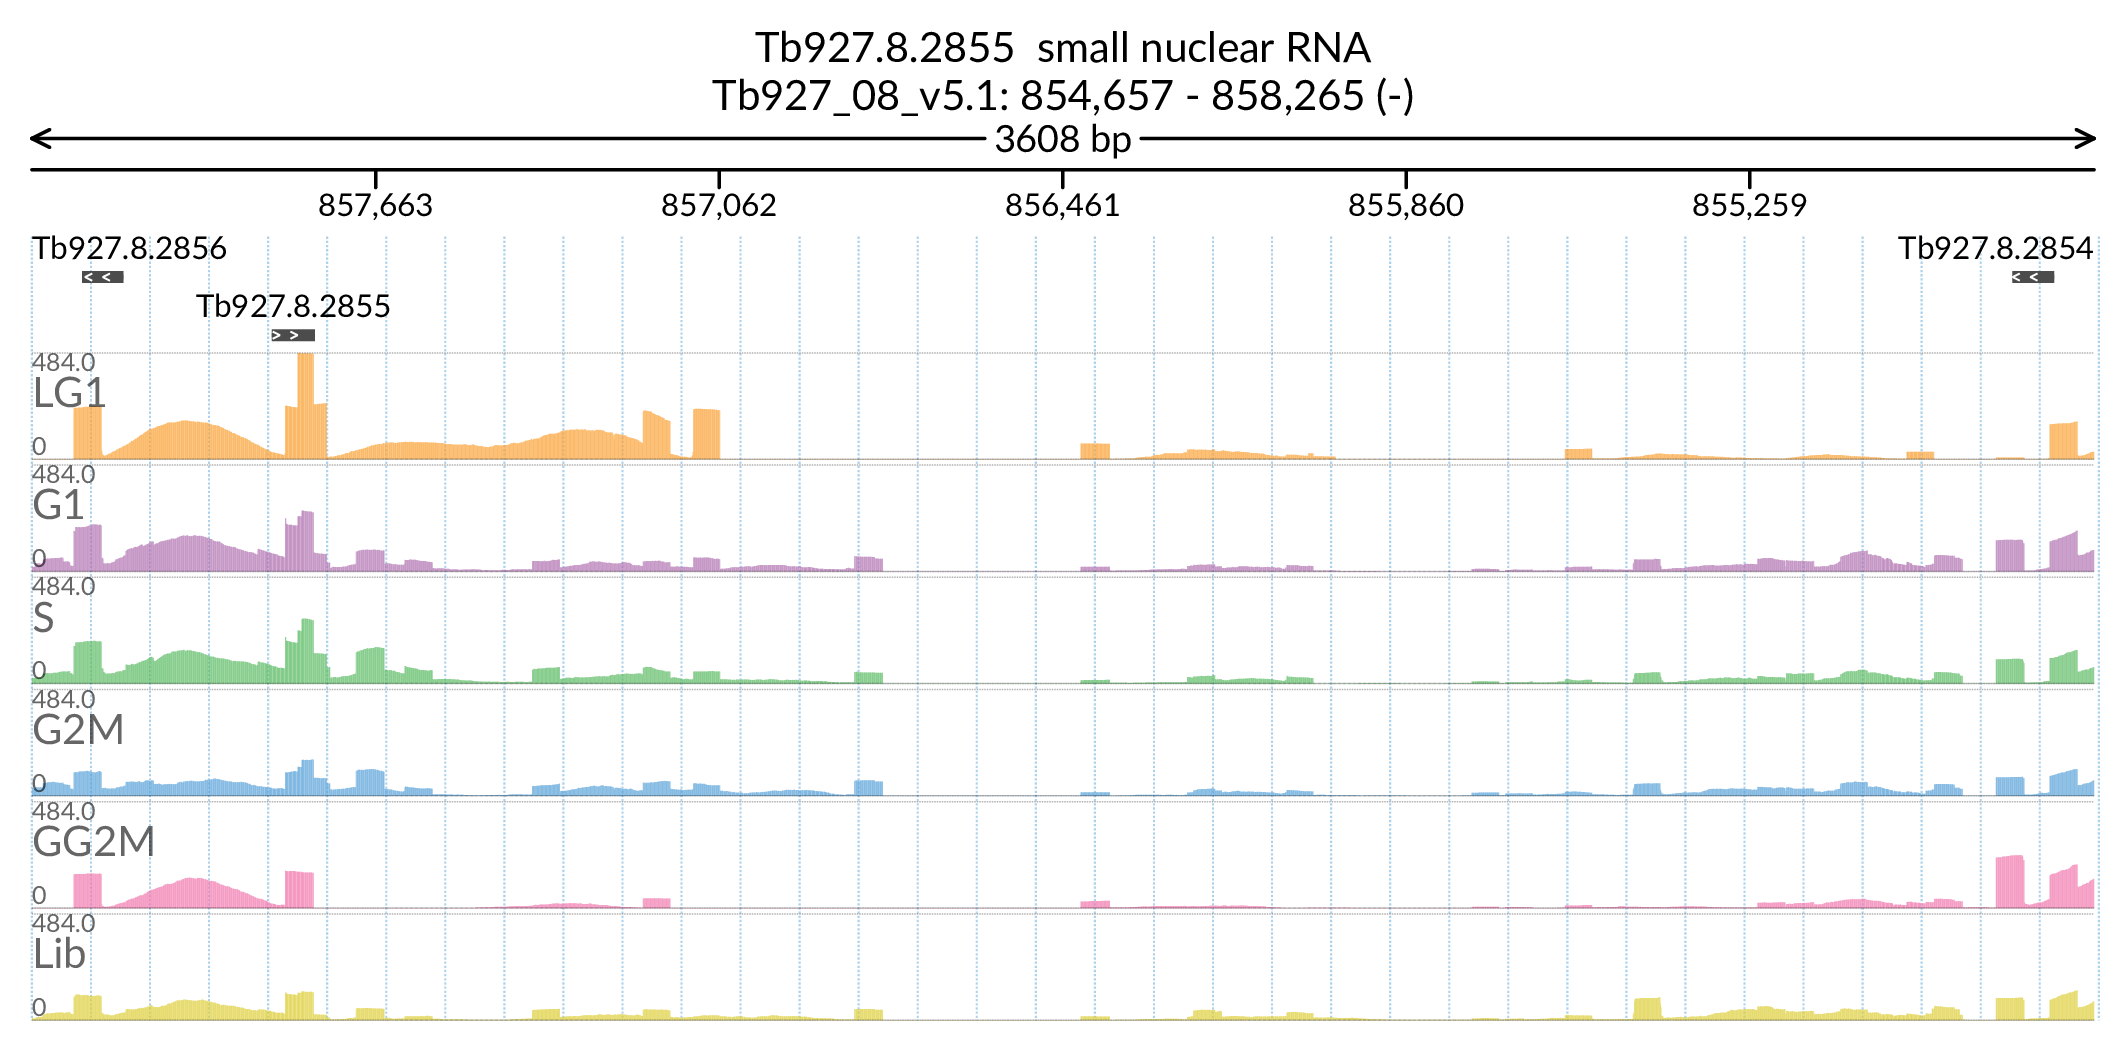 Tb927.8.2855 small nuclear RNA
Tb927_08_v5.1: 854,657 - 858,265 (-)
3608 bp
857,663 857,062 856,461 855,860 855,259
Tb927.8.2856 Tb927.8.2854
Tb927.8.2855
484.0
LG1
0
484.0
G1
0
484.0
S
0
484.0
G2M
0
484.0
GG2M
0
484.0
Lib
0